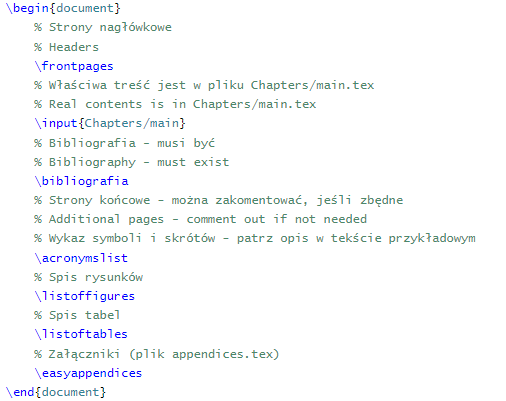 \begin{document}
% Strony nagłówkowe
% Headers
\frontpages
% Właściwa treść jest w pliku Chapters/main.tex
% Real contents is in Chapters/main.tex
\input{Chapters/main}
% Bibliografia - musi być
% Bibliography - must exist
\bibliografia
% Strony końcowe - można zakomentować, jeśli zbędne
% Additional pages - comment out if not needed
% Wykaz symboli i skrótów - patrz opis w tekście przykładowym
\acronymslist
% Spis rysunków
\listoffigures
% Spis tabel
\listoftables
% Załączniki (plik appendices.tex)
\easyappendices
\end{document}